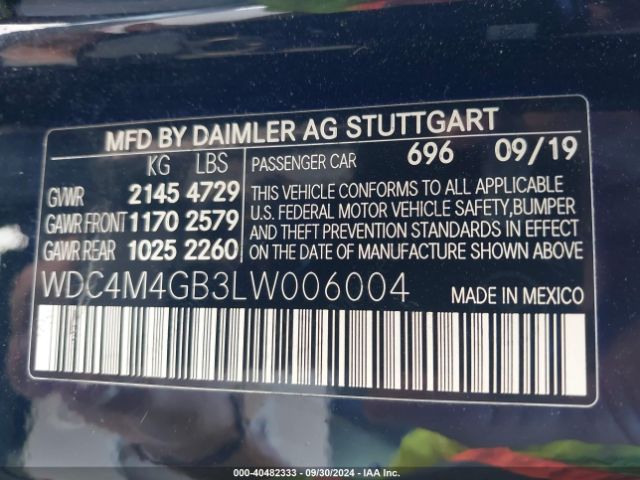 MFD BY DAIMLER AG STUTTGART
KG LBS
GVWR 2145 4729
GAWR FRONT 1170 2579
GAWR REAR 1025 2260
PASSENGER CAR 696 09/19
THIS VEHICLE CONFORMS TO ALL APPLICABLE
U.S. FEDERAL MOTOR VEHICLE SAFETY,BUMPER
AND THEFT PREVENTION STANDARDS IN EFFECT
ON THE DATE OF MANUFACTURE SHOWN ABOVE
WDC4M4GB3LW006004 MADE IN MEXICO
000-40482333 - 09/30/2024 - IAA Inc.